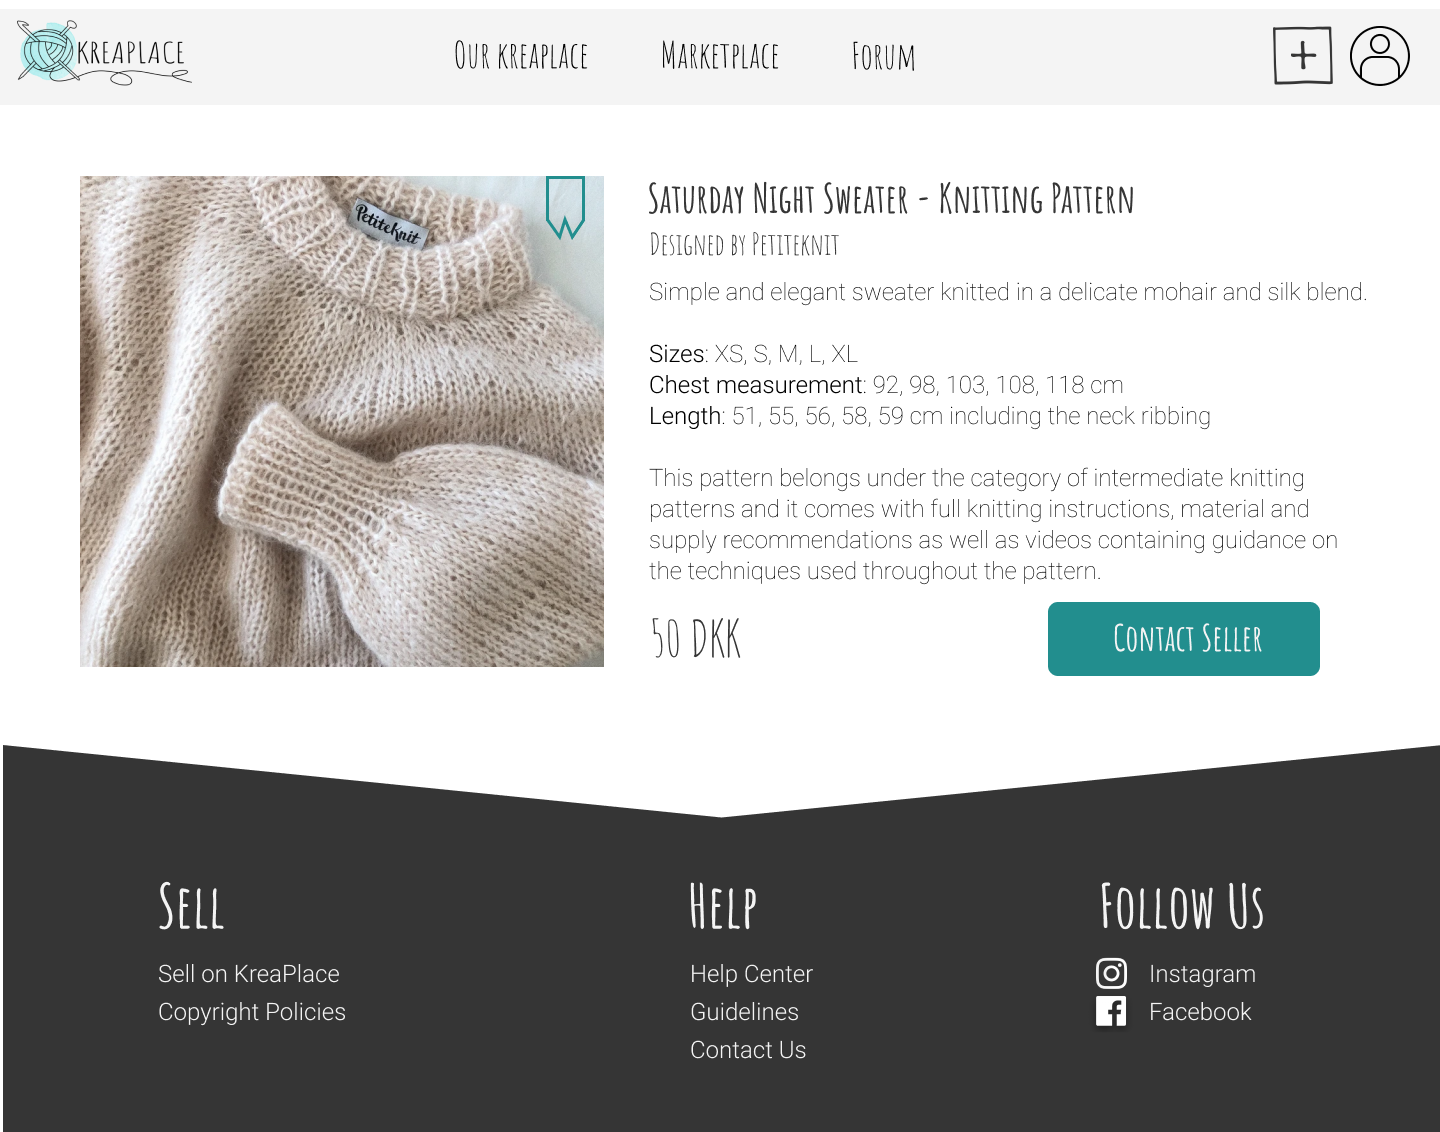 KREAPLACE
Our kreaplace
Marketplace
Forum
PetiteKnit
Saturday Night Sweater - Knitting Pattern
Designed by Petiteknit
Simple and elegant sweater knitted in a delicate mohair and silk blend.
Sizes: XS, S, M, L, XL
Chest measurement: 92, 98, 103, 108, 118 cm
Length: 51, 55, 56, 58, 59 cm including the neck ribbing
This pattern belongs under the category of intermediate knitting
patterns and it comes with full knitting instructions, material and
supply recommendations as well as videos containing guidance on
the techniques used throughout the pattern.
50 DKK
Contact Seller
Sell
Sell on KreaPlace
Copyright Policies
Help
Help Center
Guidelines
Contact Us
Follow Us
Instagram
Facebook